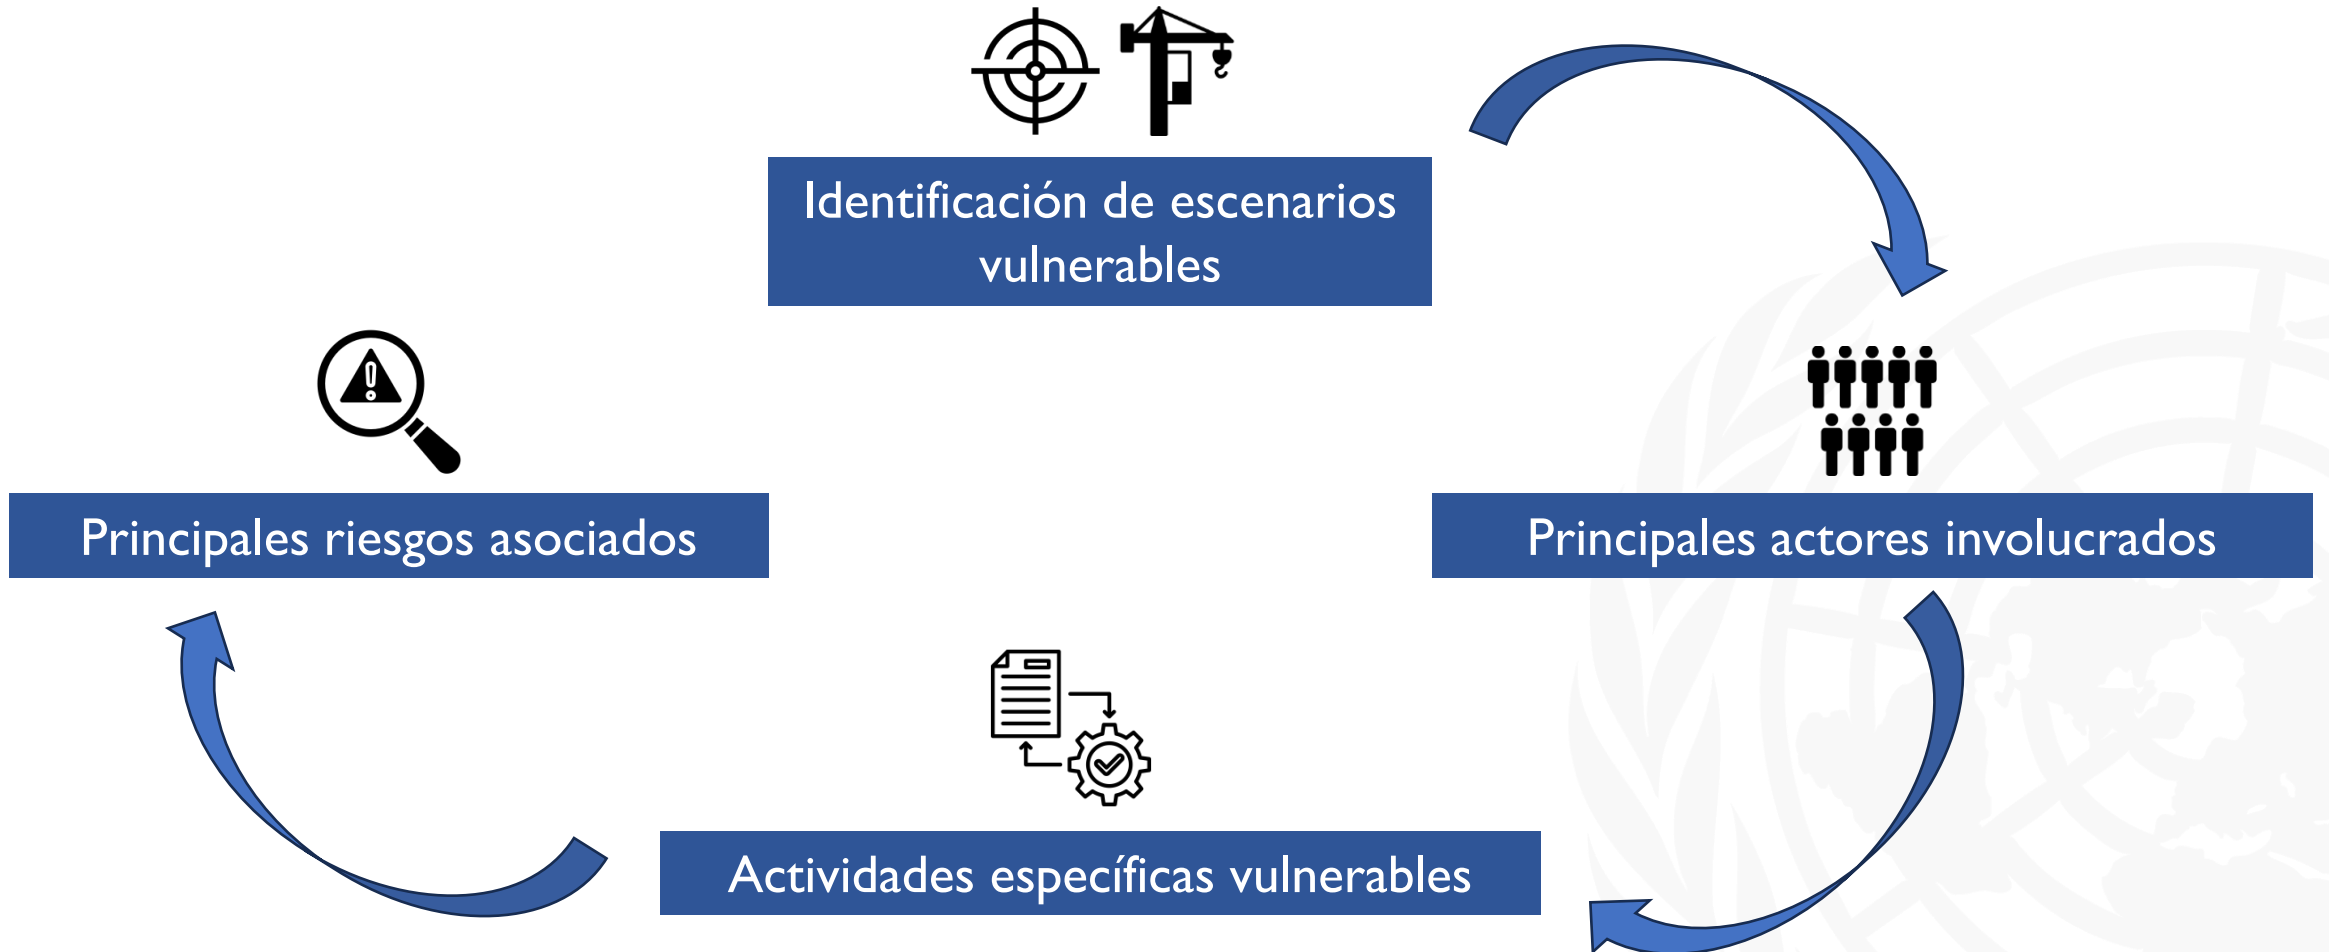 Identificación de escenarios
vulnerables
Principales riesgos asociados
Principales actores involucrados
Actividades específicas vulnerables